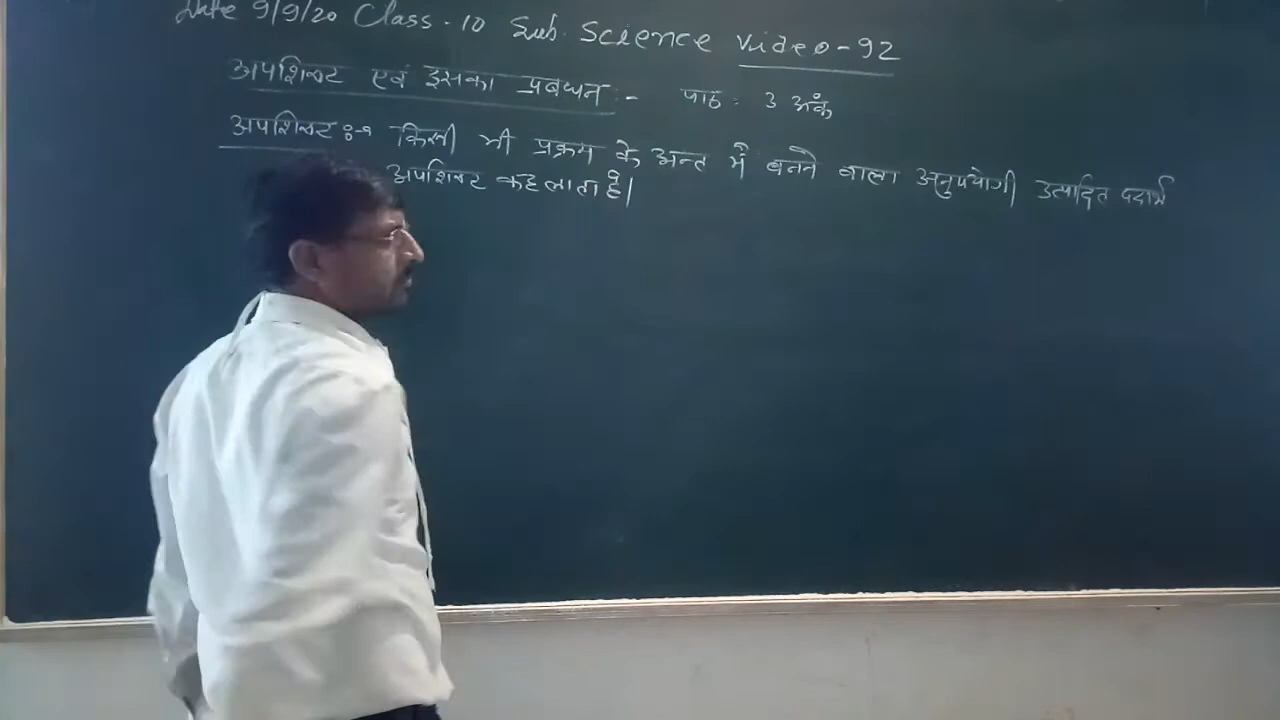 Date 9/9/20 Class - 10 Sub. Science Video - 92
अपशिष्ट एवं इसका प्रबन्धन :- पाठ : 3 अंक
अपशिष्ट :-> किसी भी प्रक्रम के अन्त में बनने वाला अनुपयोगी उत्पादित पदार्थ
अपशिष्ट कहलाता है।